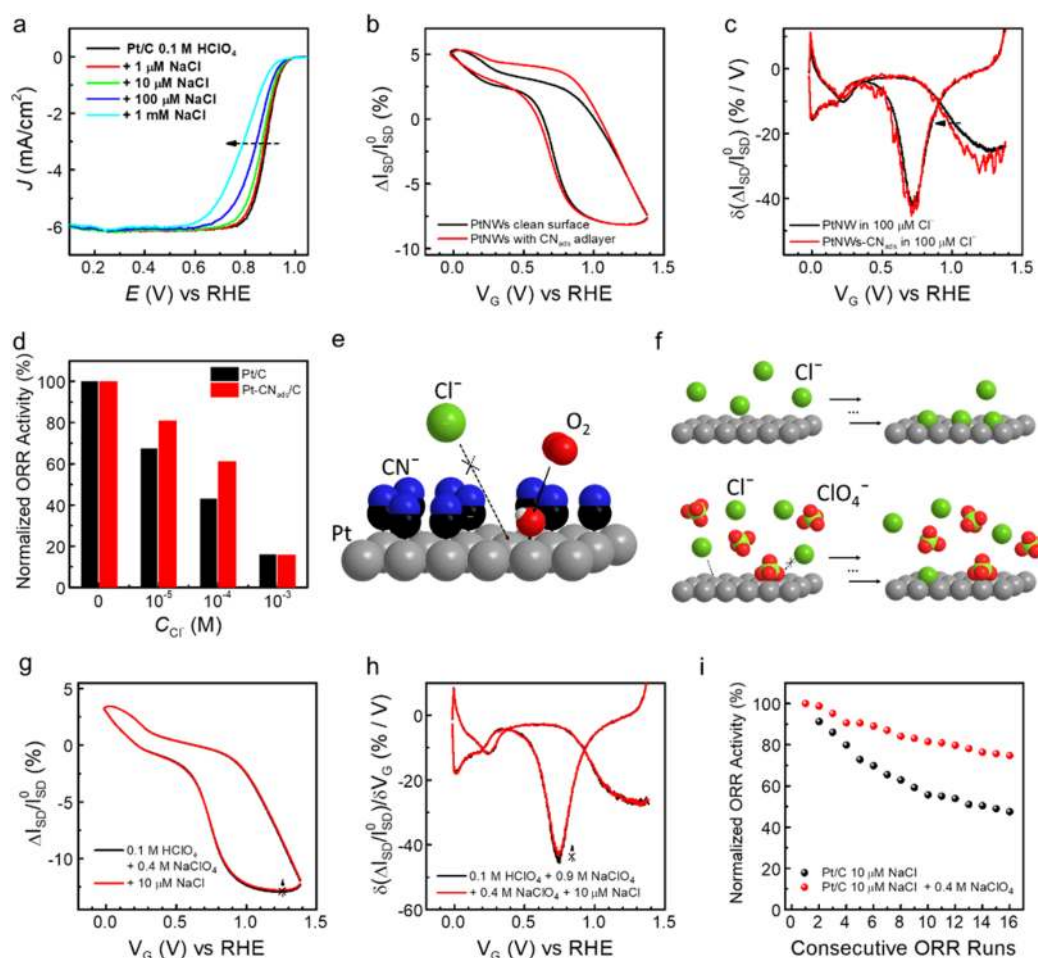 a
Pt/C 0.1 M HClO₄
+ 1 μM NaCl
+ 10 μM NaCl
+ 100 μM NaCl
+ 1 mM NaCl
0
-2
-4
-6
J (mA/cm²)
0.2 0.4 0.6 0.8 1.0
E (V) vs RHE
b
10
5
0
-5
-10
ΔI_SD/I⁰_SD (%)
PtNWs clean surface
PtNWs with CN_ads adlayer
0.0 0.5 1.0 1.5
V_G (V) vs RHE
c
0
-20
-40
δ(ΔI_SD/I⁰_SD) (% / V)
PtNW in 100 μM Cl⁻
PtNWs-CN_ads in 100 μM Cl⁻
0.0 0.5 1.0 1.5
V_G (V) vs RHE
d
Pt/C
Pt-CN_ads/C
100
80
60
40
20
0
Normalized ORR Activity (%)
0 10⁻⁵ 10⁻⁴ 10⁻³
C_Cl⁻ (M)
e
Cl⁻
O₂
CN⁻
Pt
f
Cl⁻
...
Cl⁻
ClO₄⁻
...
g
5
0
-5
-10
ΔI_SD/I⁰_SD (%)
0.1 M HClO₄
+ 0.4 M NaClO₄
+ 10 μM NaCl
0.0 0.5 1.0 1.5
V_G (V) vs RHE
h
0
-20
-40
-60
δ(ΔI_SD/I⁰_SD)/δV_G (% / V)
0.1 M HClO₄ + 0.9 M NaClO₄
+ 0.4 M NaClO₄ + 10 μM NaCl
0.0 0.5 1.0 1.5
V_G (V) vs RHE
i
100
80
60
40
20
0
Normalized ORR Activity (%)
Pt/C 10 μM NaCl
Pt/C 10 μM NaCl + 0.4 M NaClO₄
0 2 4 6 8 10 13 14 16
Consecutive ORR Runs